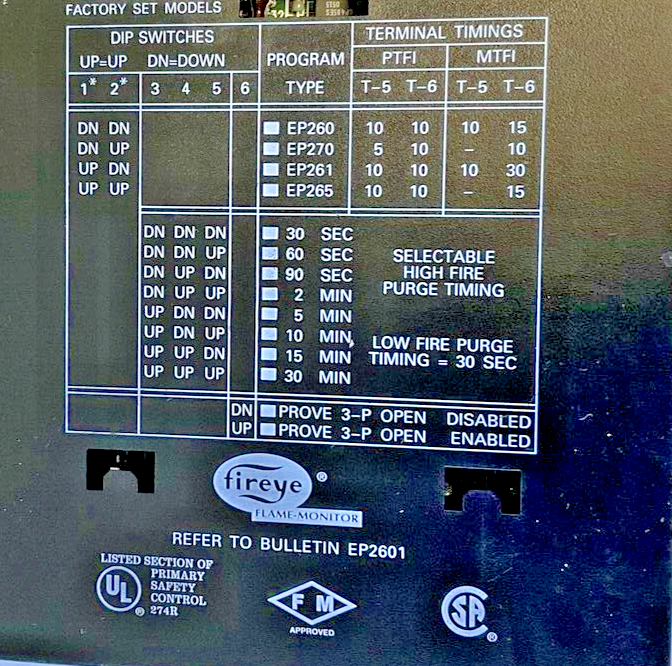 FACTORY SET MODELS
DIP SWITCHES TERMINAL TIMINGS
UP=UP DN=DOWN PROGRAM PTFI MTFI
1* 2* 3 4 5 6 TYPE T-5 T-6 T-5 T-6
DN DN EP260 10 10 10 15
DN UP EP270 5 10 – 10
UP DN EP261 10 10 10 30
UP UP EP265 10 10 – 15
DN DN DN 30 SEC
DN DN UP 60 SEC SELECTABLE
DN UP DN 90 SEC HIGH FIRE
DN UP UP 2 MIN PURGE TIMING
UP DN DN 5 MIN
UP DN UP 10 MIN LOW FIRE PURGE
UP UP DN 15 MIN TIMING = 30 SEC
UP UP UP 30 MIN
DN PROVE 3-P OPEN DISABLED
UP PROVE 3-P OPEN ENABLED
fireye®
FLAME-MONITOR
REFER TO BULLETIN EP2601
LISTED SECTION OF
PRIMARY
SAFETY
CONTROL
274R
UL ®
FM
APPROVED
SA ®